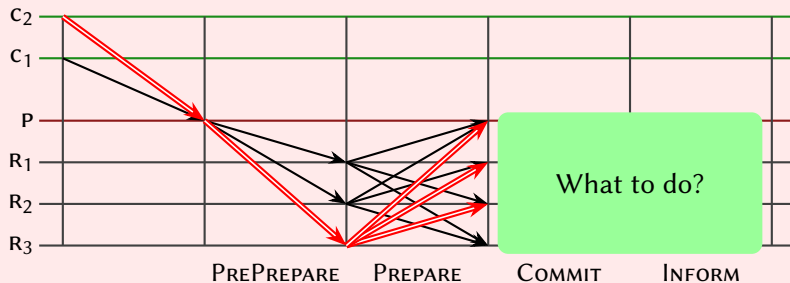 C2
C1
P
R1
R2
R3
What to do?
PREPREPARE PREPARE COMMIT INFORM